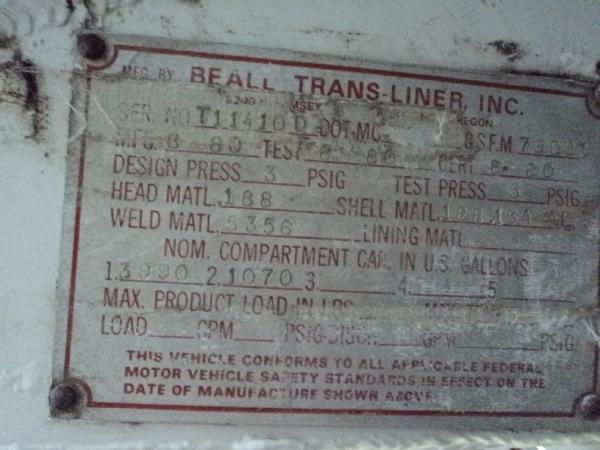 MFG. BY BEALL TRANS-LINER, INC.
SER. NO. T11410D DOT-MC
MFG. 8 80 TEST 8 80 CERT 8 80
DESIGN PRESS 3 PSIG TEST PRESS PSIG
HEAD MATL. .188 SHELL MATL.
WELD MATL. 5356 LINING MATL.
NOM. COMPARTMENT CAP. IN U.S. GALLONS
1. 3990 2. 1070 3. 4. 5
MAX. PRODUCT LOAD IN LBS
LOAD GPM PSIG PSIG
THIS VEHICLE CONFORMS TO ALL APPLICABLE FEDERAL
MOTOR VEHICLE SAFETY STANDARDS IN EFFECT ON THE
DATE OF MANUFACTURE SHOWN ABOVE